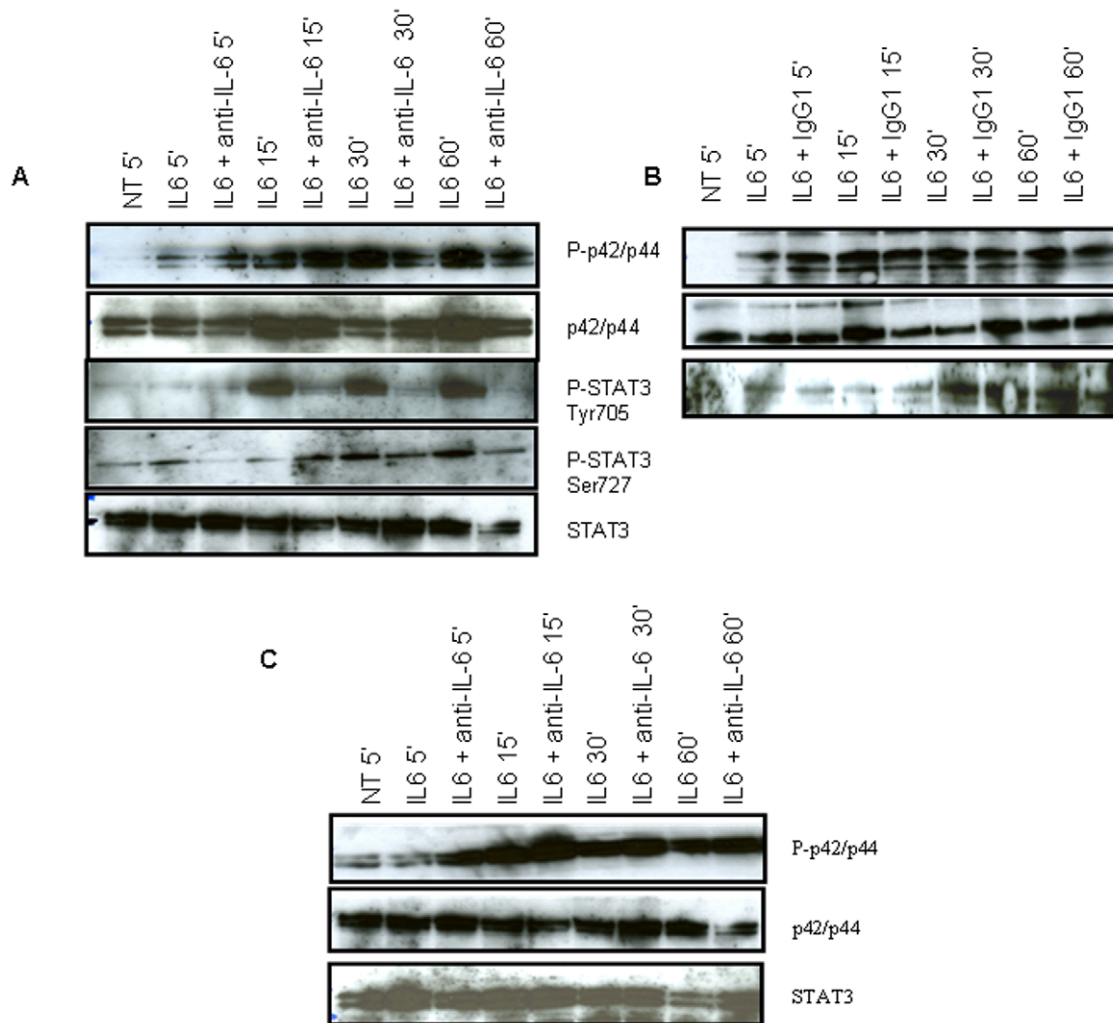 A
NT 5'
IL6 5'
IL6 + anti-IL-6 5'
IL6 15'
IL6 + anti-IL-6 15'
IL6 30'
IL6 + anti-IL-6 30'
IL6 60'
IL6 + anti-IL-6 60'
P-p42/p44
p42/p44
P-STAT3
Tyr705
P-STAT3
Ser727
STAT3
B
NT 5'
IL6 5'
IL6 + IgG1 5'
IL6 15'
IL6 + IgG1 15'
IL6 30'
IL6 + IgG1 30'
IL6 60'
IL6 + IgG1 60'
C
NT 5'
IL6 5'
IL6 + anti-IL-6 5'
IL6 15'
IL6 + anti-IL-6 15'
IL6 30'
IL6 + anti-IL-6 30'
IL6 60'
IL6 + anti-IL-6 60'
P-p42/p44
p42/p44
STAT3